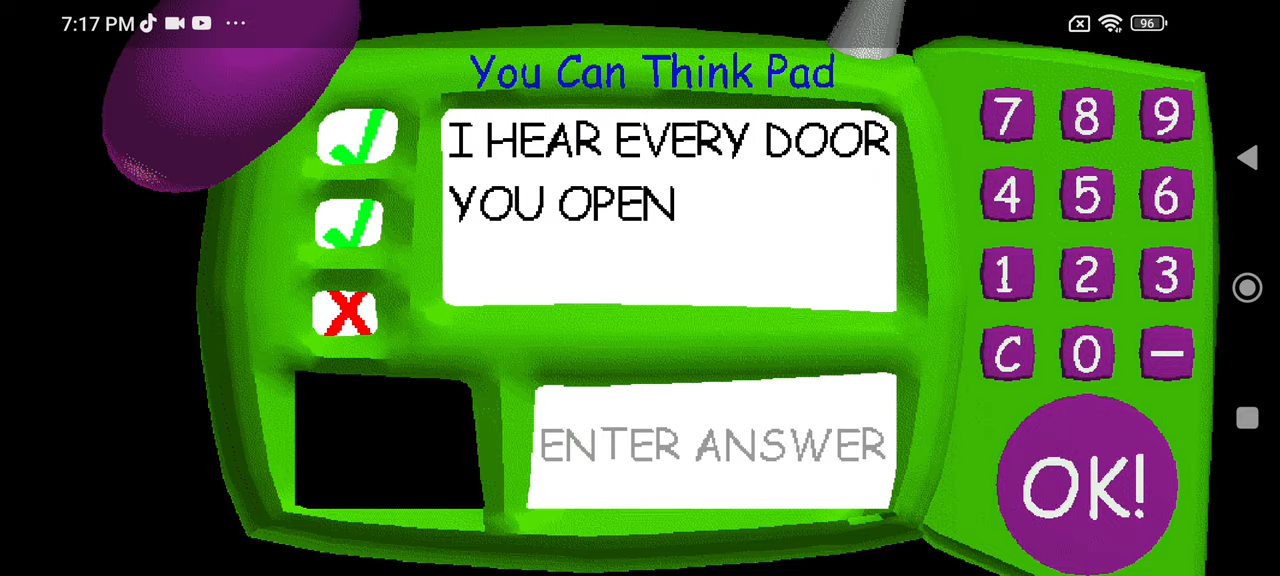 7:17 PM
96
You Can Think Pad
I HEAR EVERY DOOR
YOU OPEN
7 8 9
4 5 6
1 2 3
C 0 −
ENTER ANSWER
OK!